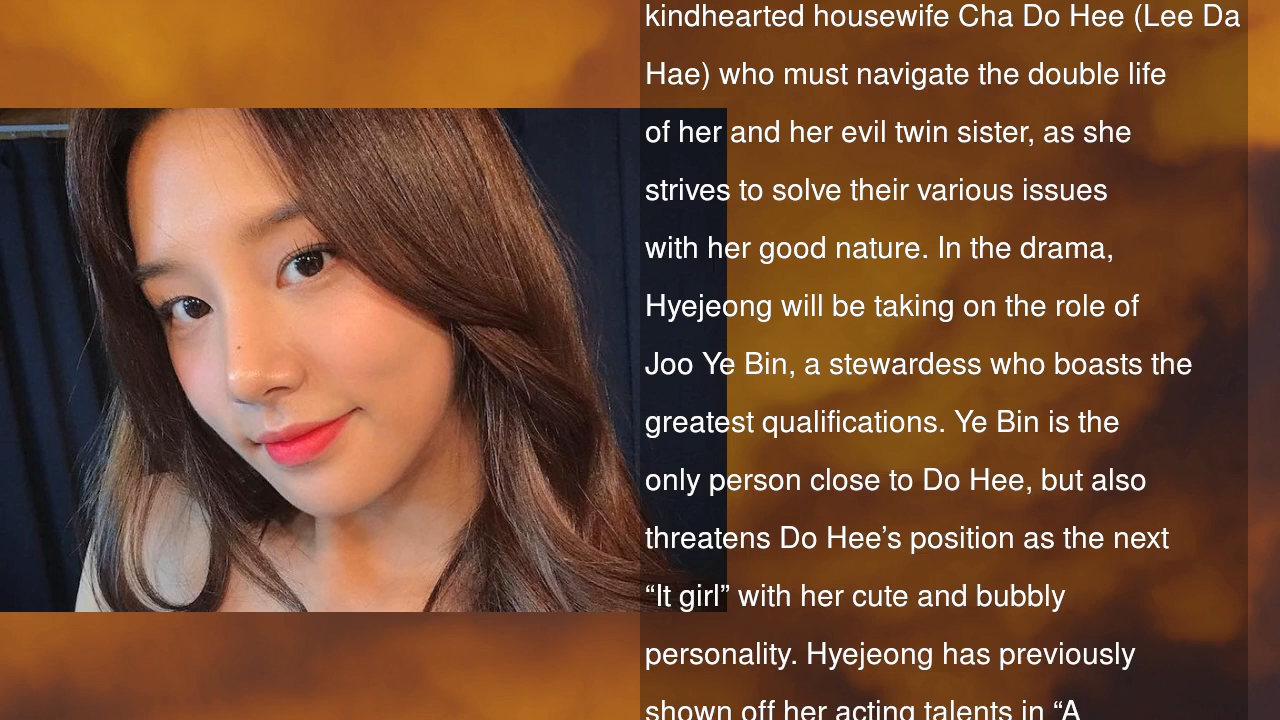 kindhearted housewife Cha Do Hee (Lee Da
Hae) who must navigate the double life
of her and her evil twin sister, as she
strives to solve their various issues
with her good nature. In the drama,
Hyejeong will be taking on the role of
Joo Ye Bin, a stewardess who boasts the
greatest qualifications. Ye Bin is the
only person close to Do Hee, but also
threatens Do Hee’s position as the next
“It girl” with her cute and bubbly
personality. Hyejeong has previously
shown off her acting talents in “A